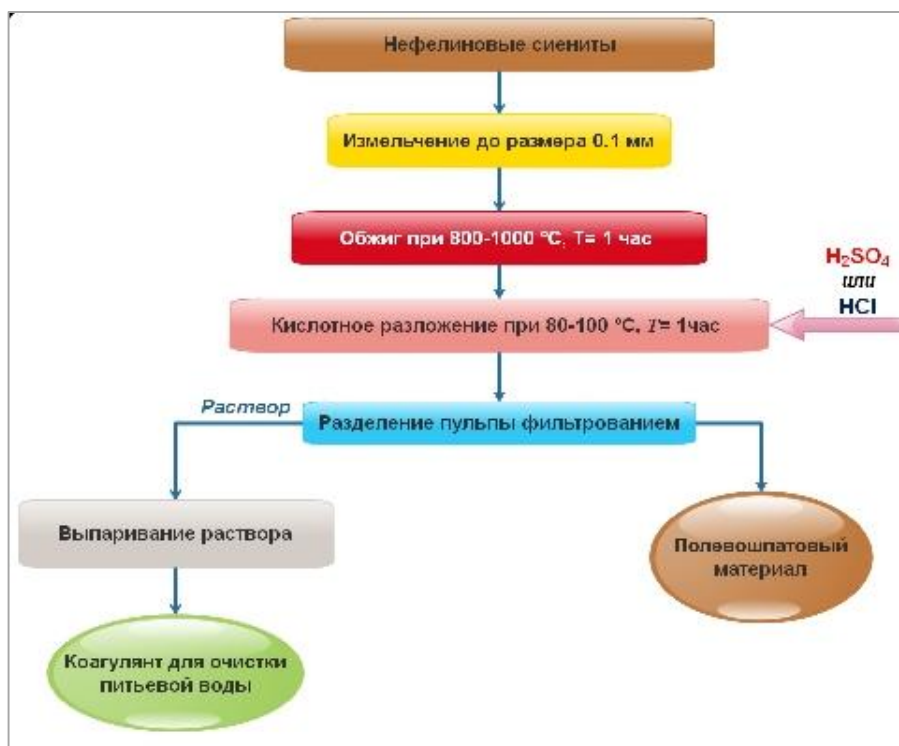 Нефелиновые сиениты
Измельчение до размера 0.1 мм
Обжиг при 800-1000 °C, T= 1 час
H₂SO₄
или
HCl
Кислотное разложение при 80-100 °C. T= 1час
Раствор
Разделение пульпы фильтрованием
Выпаривание раствора
Полевошпатовый
материал
Коагулянт для очистки
питьевой воды